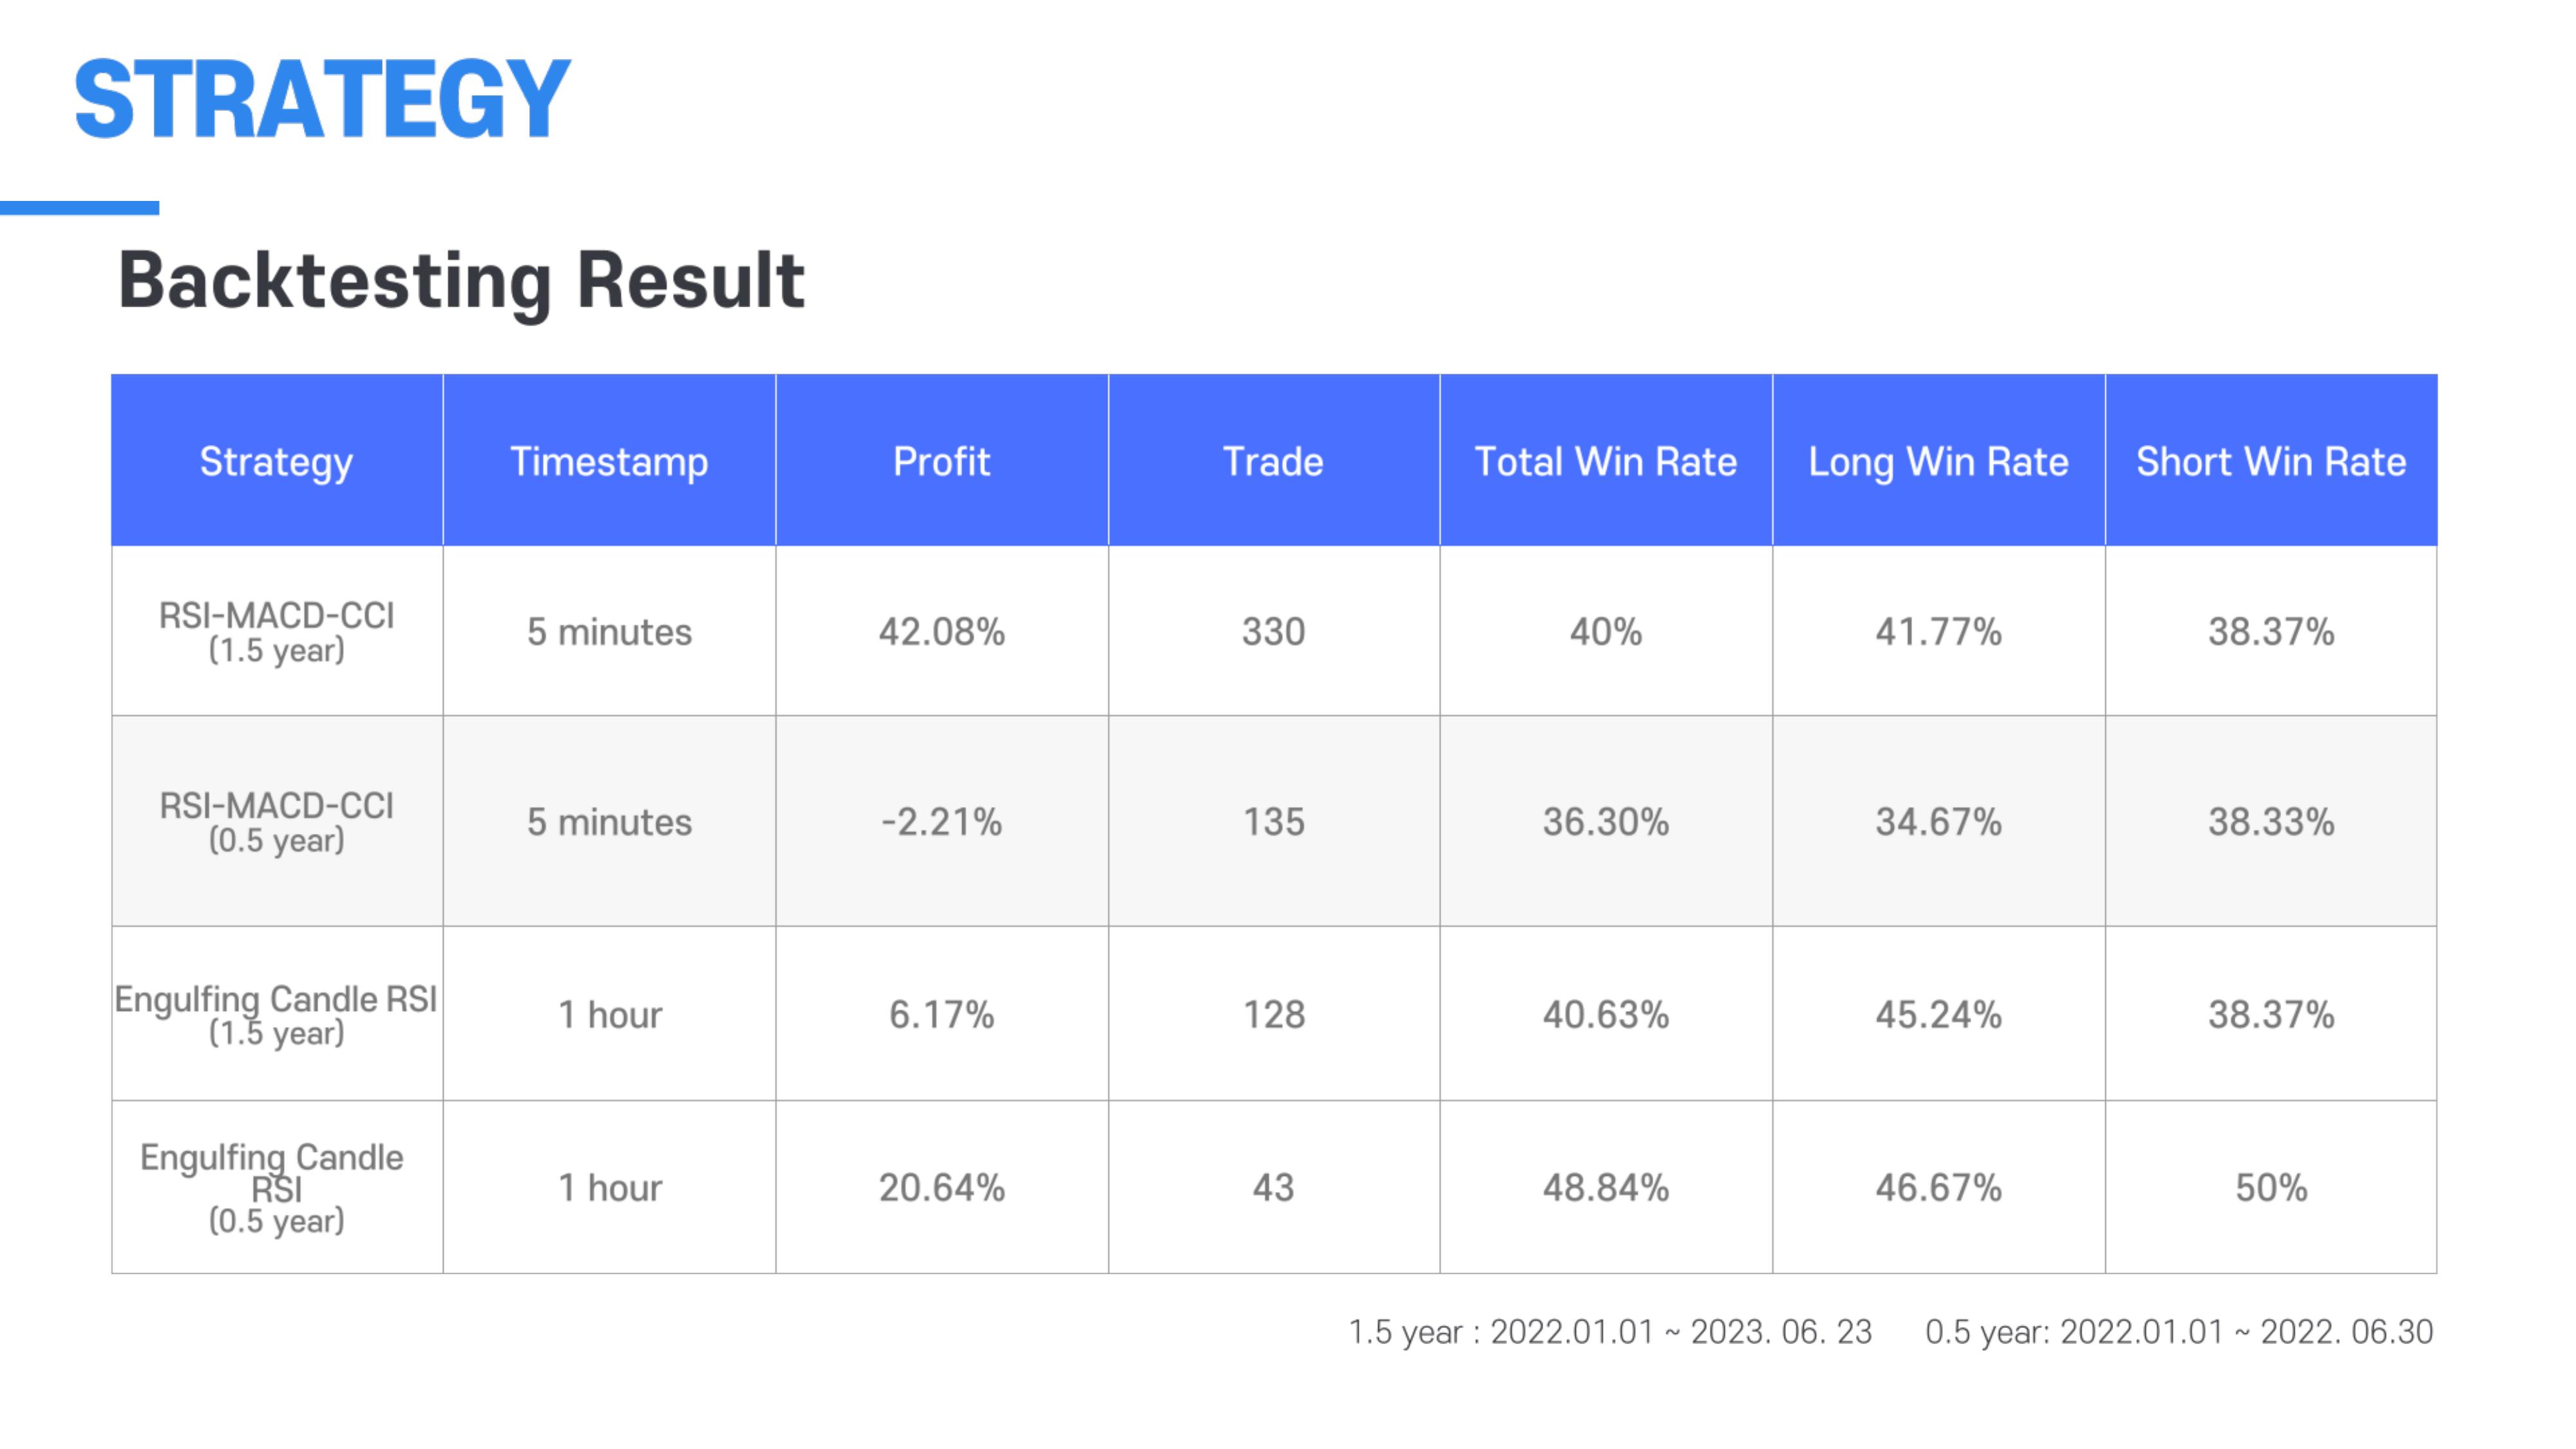 STRATEGY
Backtesting Result
Strategy Timestamp Profit Trade Total Win Rate Long Win Rate Short Win Rate
RSI-MACD-CCI
(1.5 year)
5 minutes 42.08% 330 40% 41.77% 38.37%
RSI-MACD-CCI
(0.5 year)
5 minutes -2.21% 135 36.30% 34.67% 38.33%
Engulfing Candle RSI
(1.5 year)
1 hour 6.17% 128 40.63% 45.24% 38.37%
Engulfing Candle
RSI
(0.5 year)
1 hour 20.64% 43 48.84% 46.67% 50%
1.5 year : 2022.01.01 ~ 2023. 06. 23 0.5 year: 2022.01.01 ~ 2022. 06.30